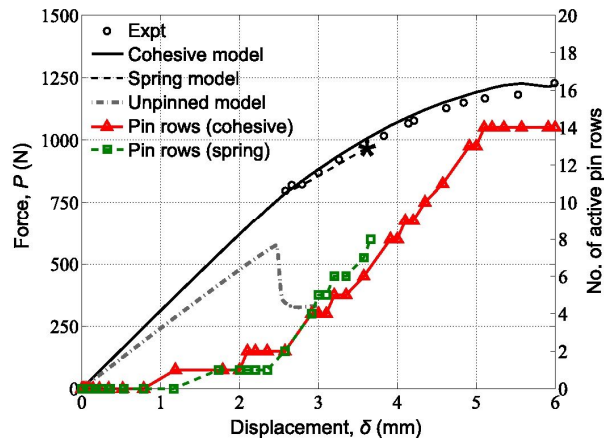 1500
1250
1000
750
500
250
0
Force, P (N)
Expt
Cohesive model
Spring model
Unpinned model
Pin rows (cohesive)
Pin rows (spring)
*
20
18
16
14
12
10
8
6
4
2
0
No. of active pin rows
0 1 2 3 4 5 6
Displacement, δ (mm)